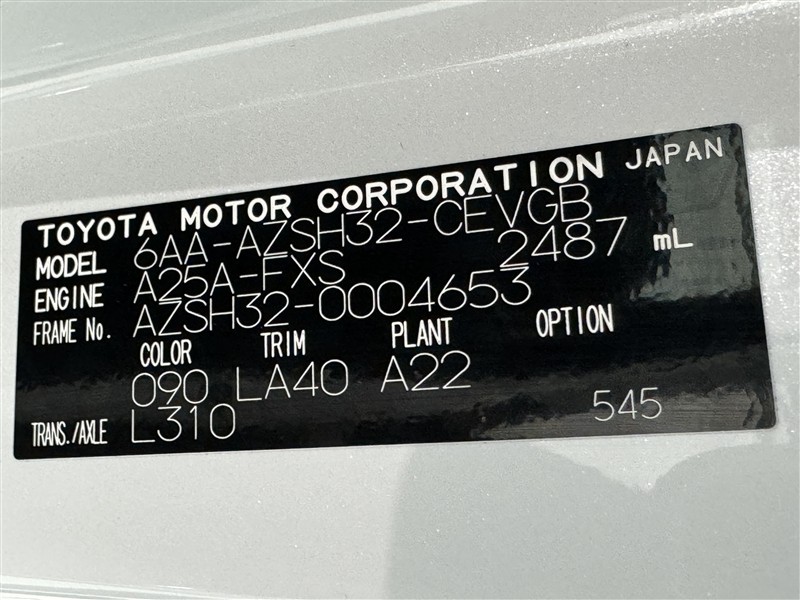 TOYOTA MOTOR CORPORATION JAPAN
MODEL 6AA-AZSH32-CEVGB
ENGINE A25A-FXS 2487 mL
FRAME No. AZSH32-0004653
COLOR TRIM PLANT OPTION
090 LA40 A22
TRANS./AXLE L310 545